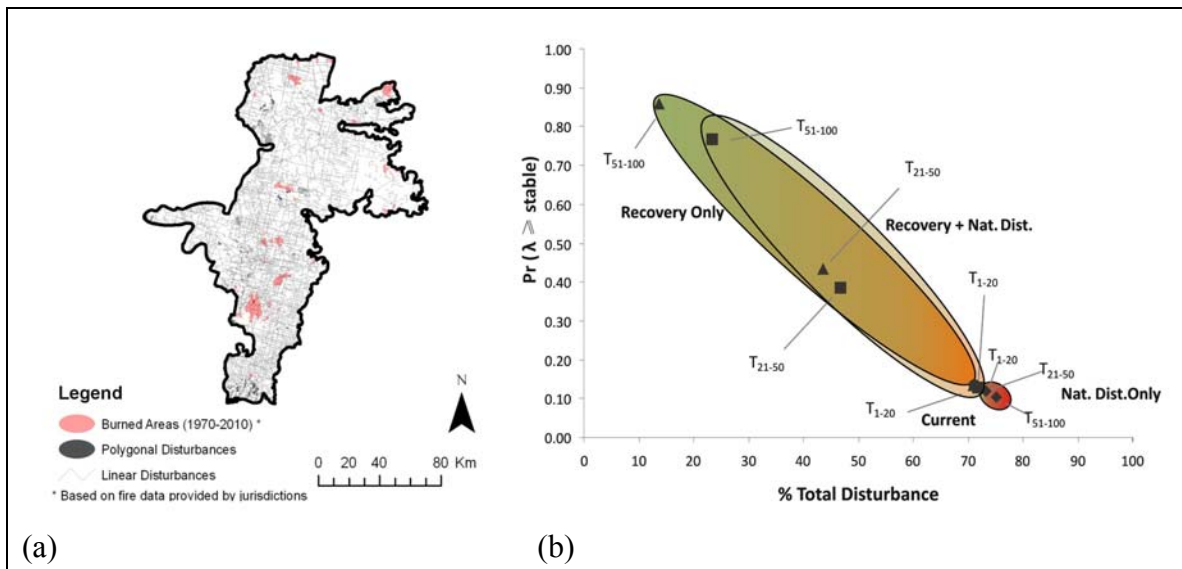 Legend
Burned Areas (1970-2010) *
Polygonal Disturbances
Linear Disturbances
* Based on fire data provided by jurisdictions
N
0 20 40 80 Km
(a)
Pr (λ ⩾ stable)
1.00
0.90
0.80
0.70
0.60
0.50
0.40
0.30
0.20
0.10
0.00
0 10 20 30 40 50 60 70 80 90 100
% Total Disturbance
T51-100
T51-100
Recovery Only
T21-50
Recovery + Nat. Dist.
T21-50
T1-20
T1-20
T21-50
Nat. Dist.Only
T1-20
Current
T51-100
(b)